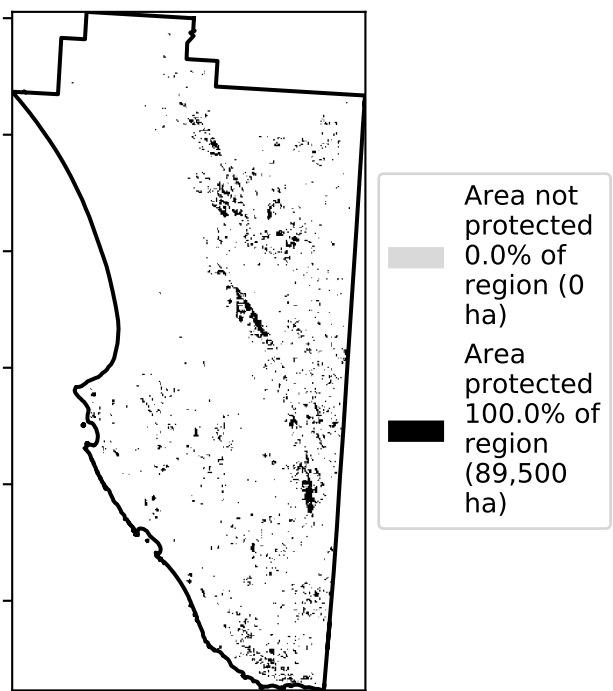 Area not
protected
0.0% of
region (0
ha)
Area
protected
100.0% of
region
(89,500
ha)